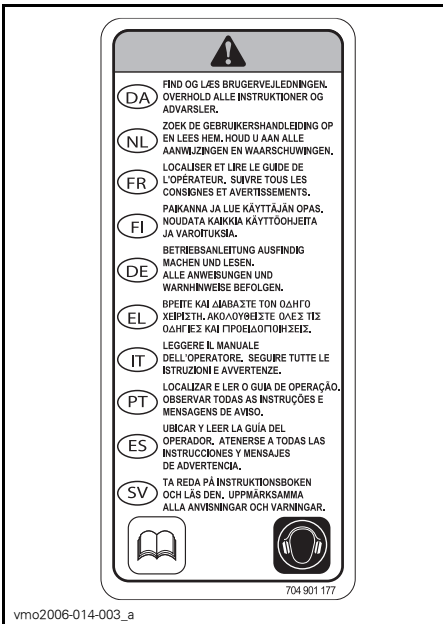 DA
FIND OG LÆS BRUGERVEJLEDNINGEN.
OVERHOLD ALLE INSTRUKTIONER OG
ADVARSLER.
NL
ZOEK DE GEBRUIKERSHANDLEIDING OP
EN LEES HEM. HOUD U AAN ALLE
AANWIJZINGEN EN WAARSCHUWINGEN.
FR
LOCALISER ET LIRE LE GUIDE DE
L'OPÉRATEUR. SUIVRE TOUS LES
CONSIGNES ET AVERTISSEMENTS.
FI
PAIKANNA JA LUE KÄYTTÄJÄN OPAS.
NOUDATA KAIKKIA KÄYTTÖOHJEITA
JA VAROITUKSIA.
DE
BETRIEBSANLEITUNG AUSFINDIG
MACHEN UND LESEN.
ALLE ANWEISUNGEN UND
WARNHINWEISE BEFOLGEN.
EL
ΒΡΕΙΤΕ ΚΑΙ ΔΙΑΒΑΣΤΕ ΤΟΝ ΟΔΗΓΟ
ΧΕΙΡΙΣΤΗ. ΑΚΟΛΟΥΘΕΙΣΤΕ ΟΛΕΣ ΤΙΣ
ΟΔΗΓΙΕΣ ΚΑΙ ΠΡΟΕΙΔΟΠΟΙΗΣΕΙΣ.
IT
LEGGERE IL MANUALE
DELL'OPERATORE. SEGUIRE TUTTE LE
ISTRUZIONI E AVVERTENZE.
PT
LOCALIZAR E LER O GUIA DE OPERAÇÃO.
OBSERVAR TODAS AS INSTRUÇÕES E
MENSAGENS DE AVISO.
ES
UBICAR Y LEER LA GUÍA DEL
OPERADOR. ATENERSE A TODAS LAS
INSTRUCCIONES Y MENSAJES
DE ADVERTENCIA.
SV
TA REDA PÅ INSTRUKTIONSBOKEN
OCH LÄS DEN. UPPMÄRKSAMMA
ALLA ANVISNINGAR OCH VARNINGAR.
704 901 177
vmo2006-014-003_a